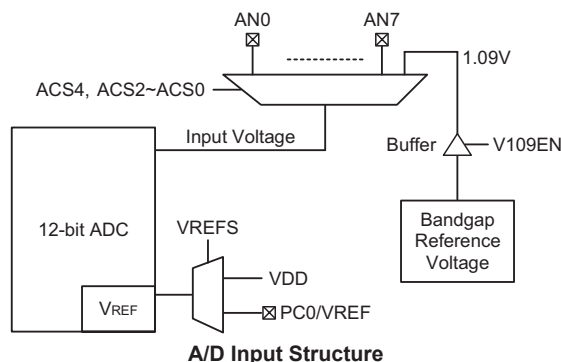 AN0
AN7
1.09V
ACS4, ACS2~ACS0
Input Voltage
Buffer
V109EN
12-bit ADC
Bandgap
Reference
Voltage
VREFS
VDD
VREF
PC0/VREF
A/D Input Structure